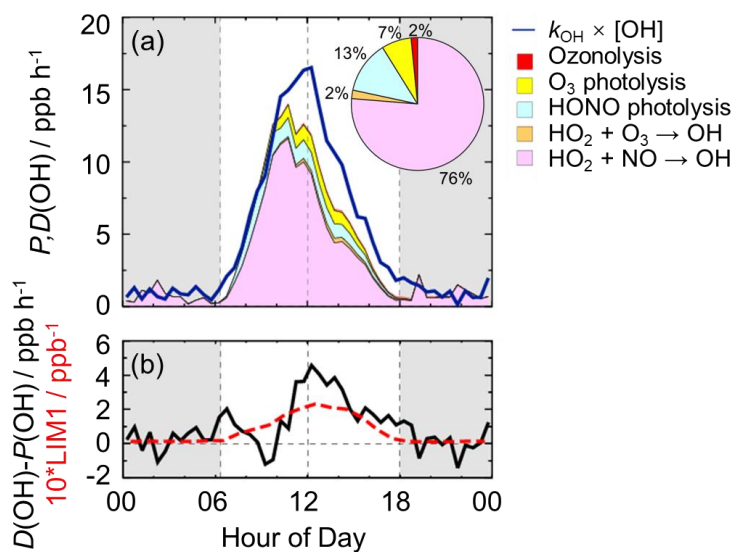 20
15
10
5
0
P,D(OH) / ppb h⁻¹
(a)
13%
7%
2%
2%
76%
k_OH × [OH]
Ozonolysis
O₃ photolysis
HONO photolysis
HO₂ + O₃ → OH
HO₂ + NO → OH
6
4
2
0
-2
D(OH)-P(OH) / ppb h⁻¹
10*LIM1 / ppb⁻¹
(b)
00 06 12 18 00
Hour of Day